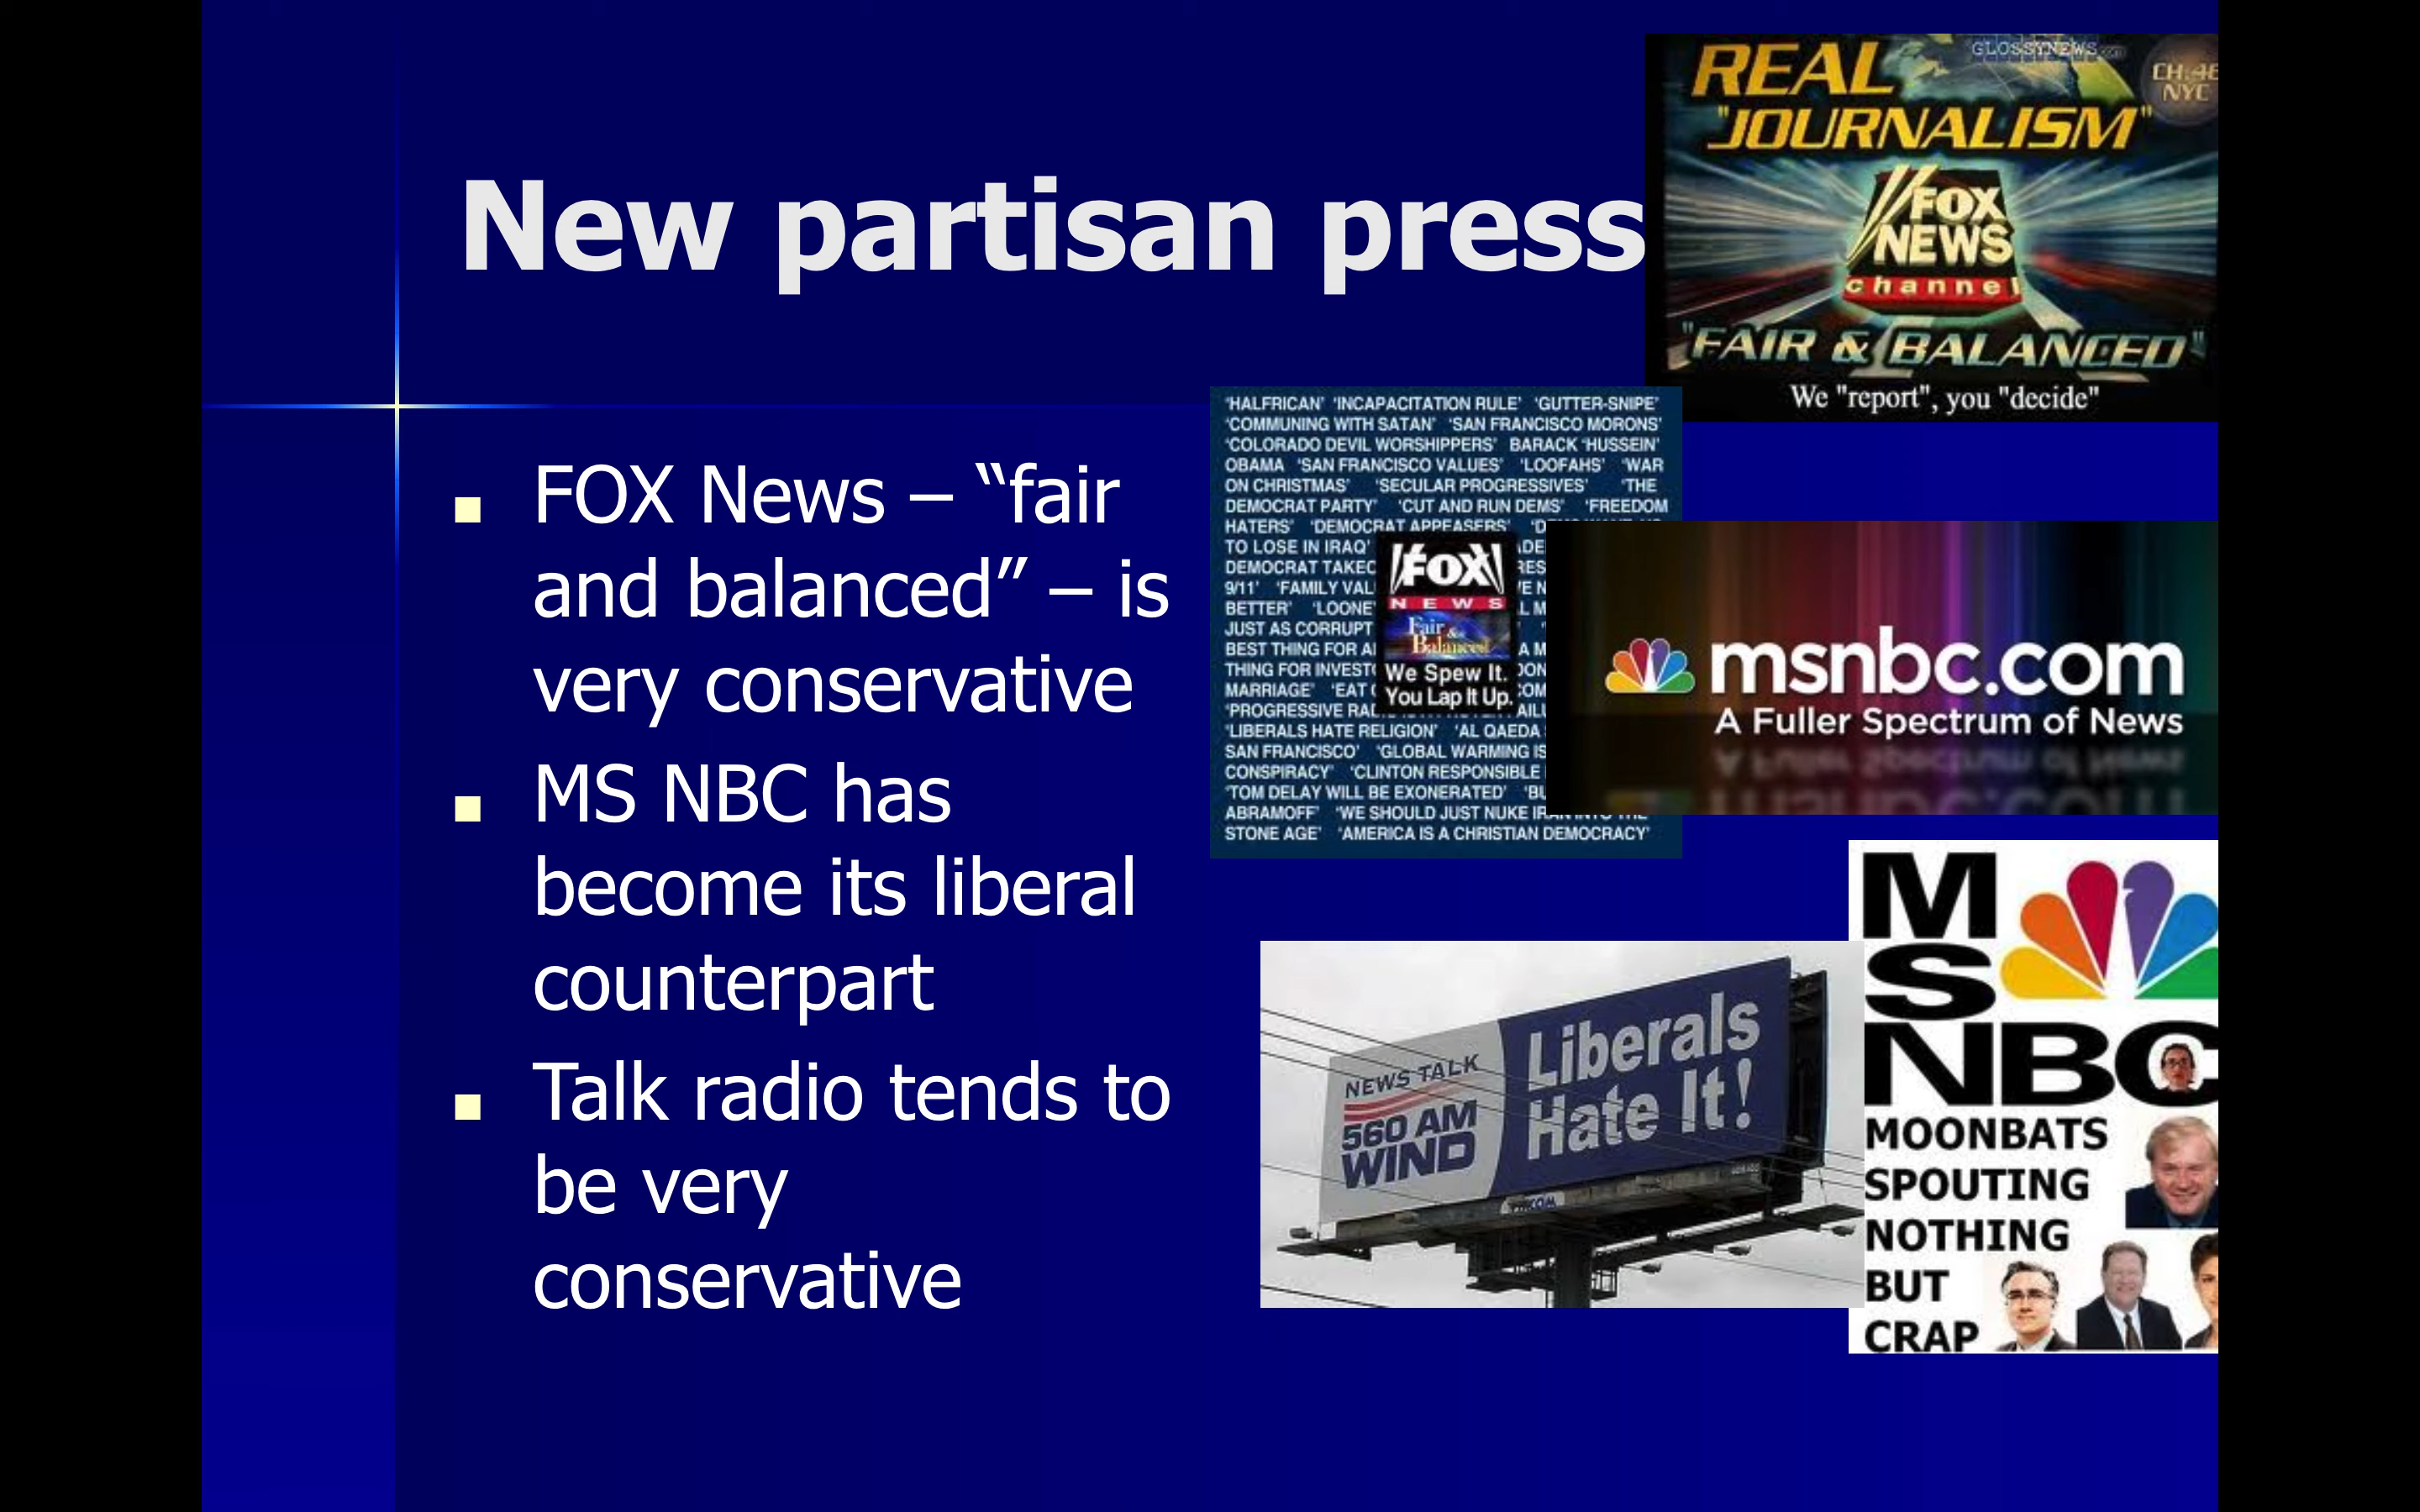 New partisan press
■ FOX News – “fair
and balanced” – is
very conservative
■ MS NBC has
become its liberal
counterpart
■ Talk radio tends to
be very
conservative
GLOSSYNEWS.com
REAL
"JOURNALISM"
NYC
FOX
NEWS
channel
"FAIR & BALANCED"
We "report", you "decide"
'HALFRICAN' 'INCAPACITATION RULE' 'GUTTER-SNIPE'
'COMMUNING WITH SATAN' 'SAN FRANCISCO MORONS'
'COLORADO DEVIL WORSHIPPERS' BARACK 'HUSSEIN'
OBAMA 'SAN FRANCISCO VALUES' 'LOOFAHS' 'WAR
ON CHRISTMAS' 'SECULAR PROGRESSIVES' 'THE
DEMOCRAT PARTY' 'CUT AND RUN DEMS' 'FREEDOM
HATERS' 'DEMOCRAT APPEASERS'
TO LOSE IN IRAQ'
DEMOCRAT
9/11' 'FAMILY
BETTER'
JUST AS CORRUPT
BEST THING FOR
THING FOR
MARRIAGE' 'EAT
'PROGRESSIVE
'LIBERALS HATE RELIGION' 'AL QAEDA
SAN FRANCISCO' 'GLOBAL WARMING IS
CONSPIRACY' 'CLINTON RESPONSIBLE
'TOM DELAY WILL BE EXONERATED'
ABRAMOFF' 'WE SHOULD JUST NUKE IRAN INTO THE
STONE AGE' 'AMERICA IS A CHRISTIAN DEMOCRACY'
FOX
NEWS
Fair &
Balanced
We Spew It.
You Lap It Up.
msnbc.com
A Fuller Spectrum of News
NEWS TALK
560 AM
WIND
Liberals
Hate It!
M
S
NBC
MOONBATS
SPOUTING
NOTHING
BUT
CRAP